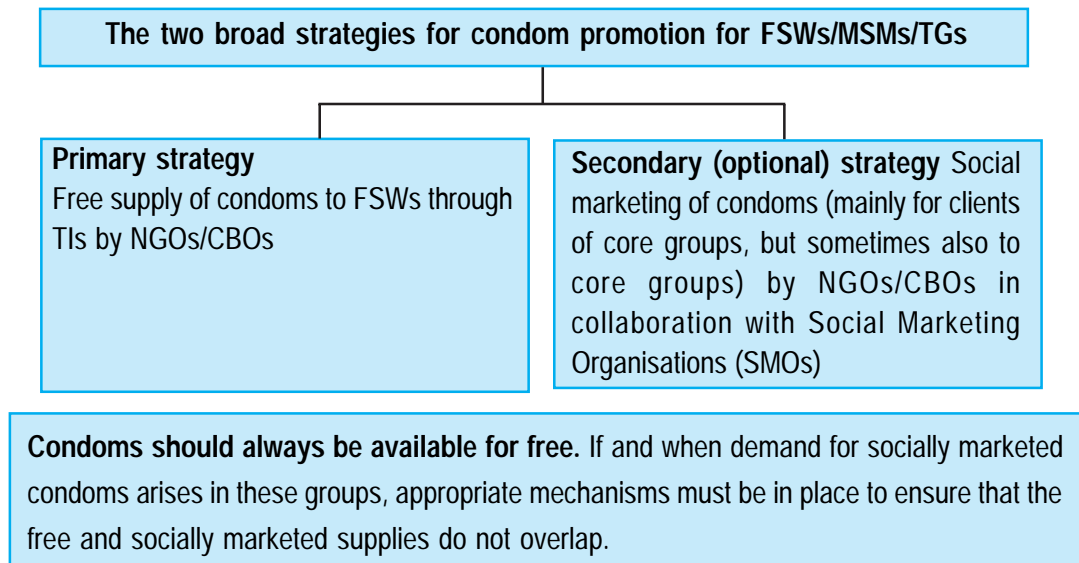 The two broad strategies for condom promotion for FSWs/MSMs/TGs
Primary strategy
Free supply of condoms to FSWs through
TIs by NGOs/CBOs
Secondary (optional) strategy Social
marketing of condoms (mainly for clients
of core groups, but sometimes also to
core groups) by NGOs/CBOs in
collaboration with Social Marketing
Organisations (SMOs)
Condoms should always be available for free. If and when demand for socially marketed
condoms arises in these groups, appropriate mechanisms must be in place to ensure that the
free and socially marketed supplies do not overlap.